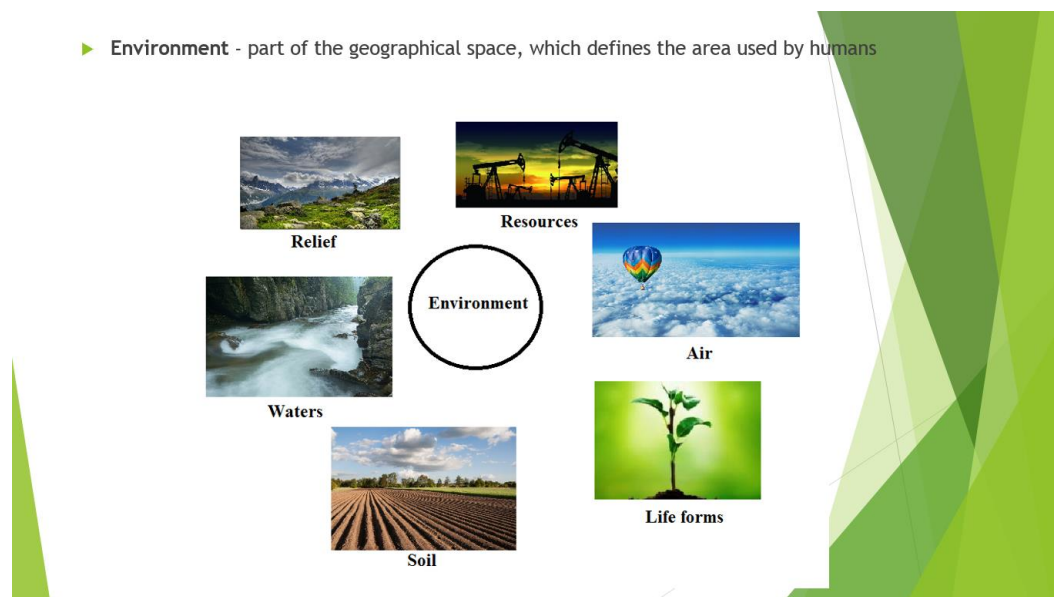 Environment - part of the geographical space, which defines the area used by humans
Resources
Relief
Environment
Air
Waters
Life forms
Soil